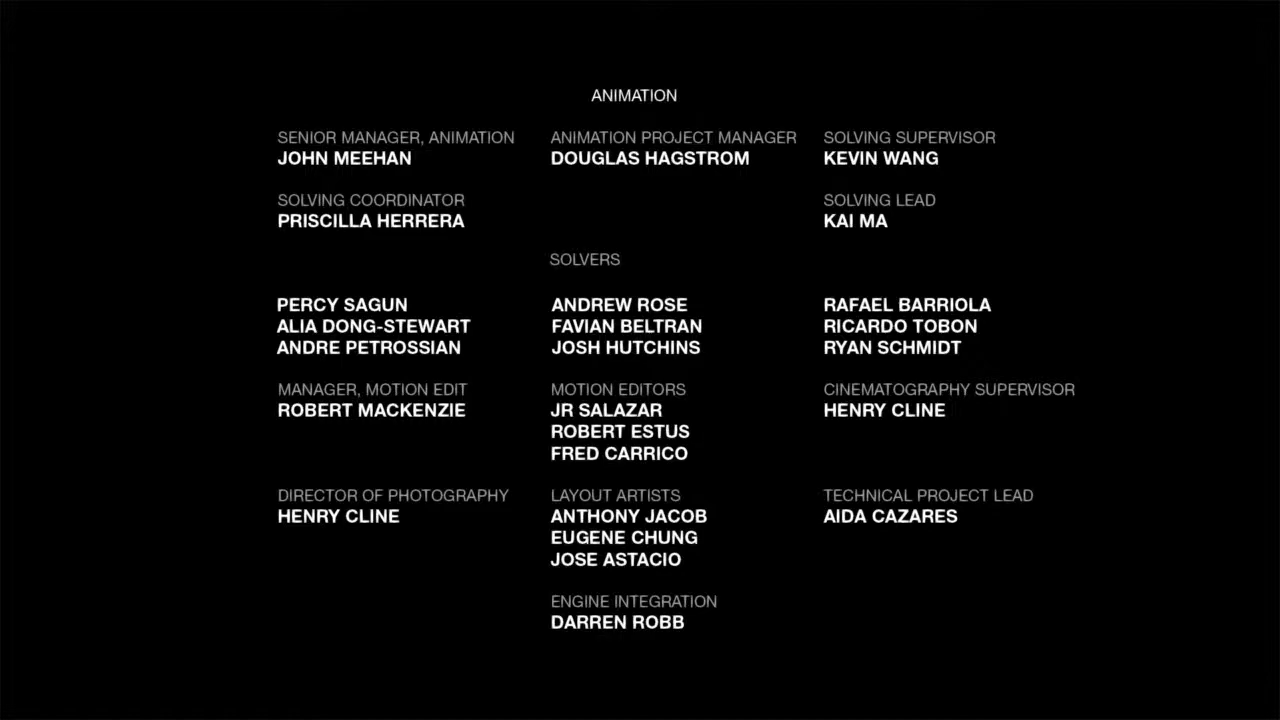 ANIMATION
SENIOR MANAGER, ANIMATION
JOHN MEEHAN
ANIMATION PROJECT MANAGER
DOUGLAS HAGSTROM
SOLVING SUPERVISOR
KEVIN WANG
SOLVING COORDINATOR
PRISCILLA HERRERA
SOLVING LEAD
KAI MA
SOLVERS
PERCY SAGUN
ALIA DONG-STEWART
ANDRE PETROSSIAN
ANDREW ROSE
FAVIAN BELTRAN
JOSH HUTCHINS
RAFAEL BARRIOLA
RICARDO TOBON
RYAN SCHMIDT
MANAGER, MOTION EDIT
ROBERT MACKENZIE
MOTION EDITORS
JR SALAZAR
ROBERT ESTUS
FRED CARRICO
CINEMATOGRAPHY SUPERVISOR
HENRY CLINE
DIRECTOR OF PHOTOGRAPHY
HENRY CLINE
LAYOUT ARTISTS
ANTHONY JACOB
EUGENE CHUNG
JOSE ASTACIO
TECHNICAL PROJECT LEAD
AIDA CAZARES
ENGINE INTEGRATION
DARREN ROBB